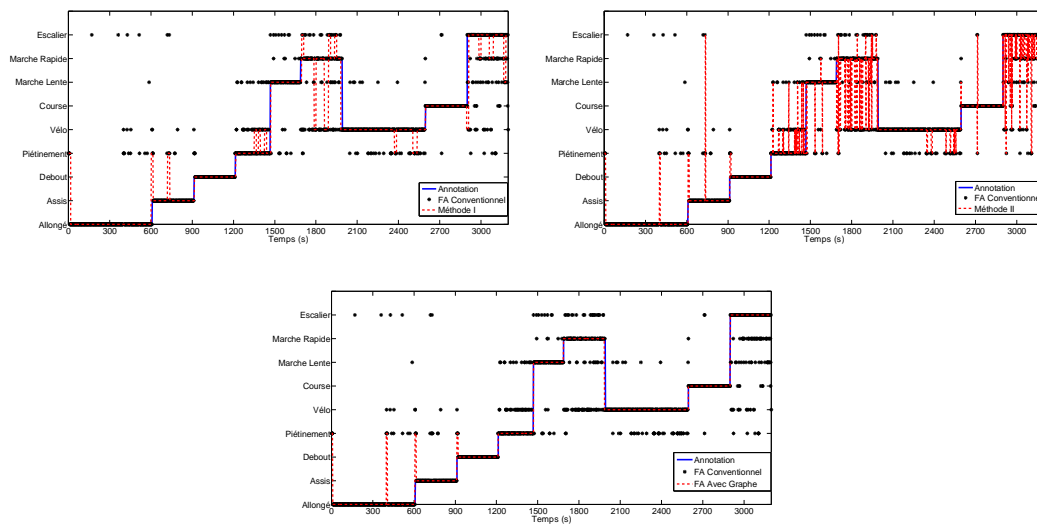 Escalier
Marche Rapide
Marche Lente
Course
Vélo
Piétinement
Debout
Assis
Allongé
0 300 600 900 1200 1500 1800 2100 2400 2700 3000
Temps (s)
Annotation
FA Conventionnel
Méthode I
Escalier
Marche Rapide
Marche Lente
Course
Vélo
Piétinement
Debout
Assis
Allongé
0 300 600 900 1200 1500 1800 2100 2400 2700 3000
Temps (s)
Annotation
FA Conventionnel
Méthode II
Escalier
Marche Rapide
Marche Lente
Course
Vélo
Piétinement
Debout
Assis
Allongé
0 300 600 900 1200 1500 1800 2100 2400 2700 3000
Temps (s)
Annotation
FA Conventionnel
FA Avec Graphe